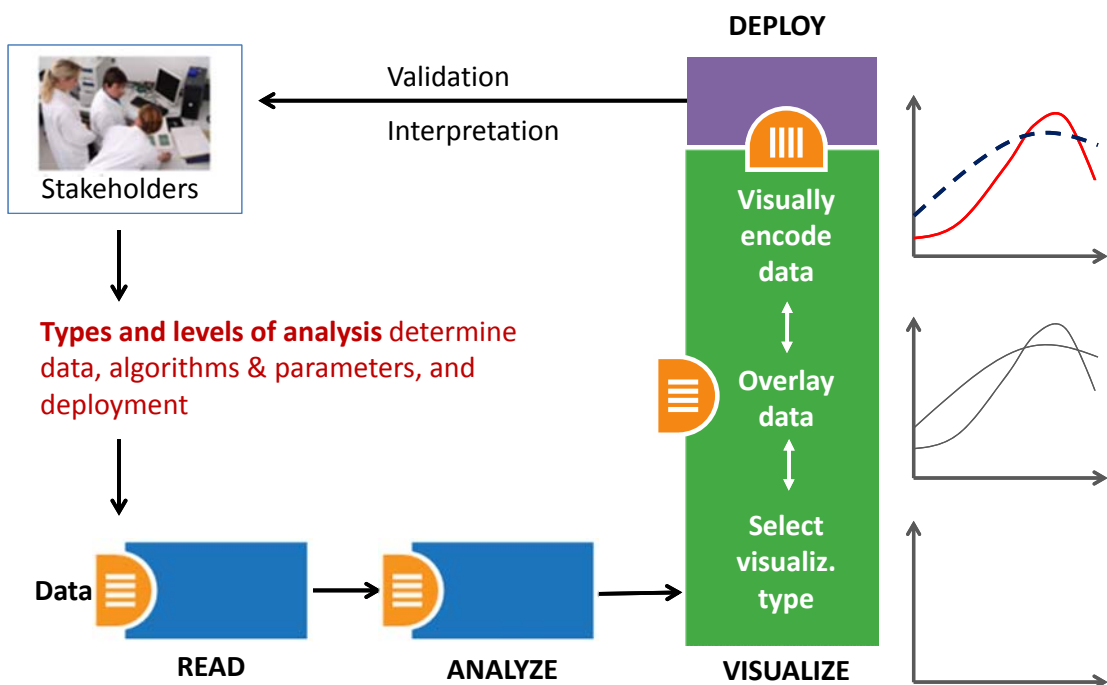 DEPLOY
Validation
Interpretation
Stakeholders
Visually
encode
data
Types and levels of analysis determine
data, algorithms & parameters, and
deployment
Overlay
data
Select
visualiz.
type
Data
READ
ANALYZE
VISUALIZE